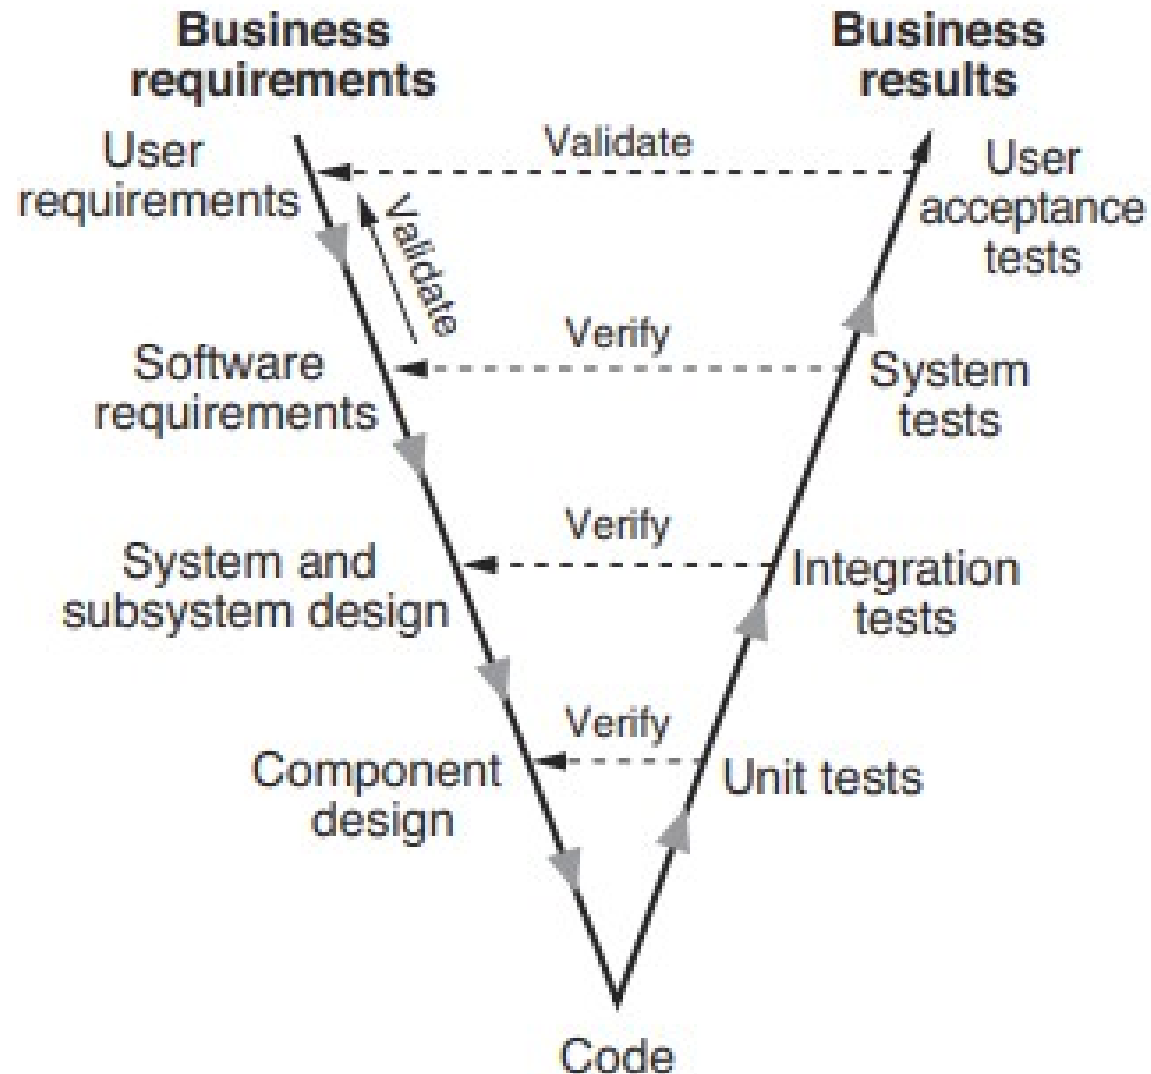 Business
requirements
Business
results
User
requirements
Validate
User
acceptance
tests
Validate
Software
requirements
Verify
System
tests
System and
subsystem design
Verify
Integration
tests
Component
design
Verify
Unit tests
Code